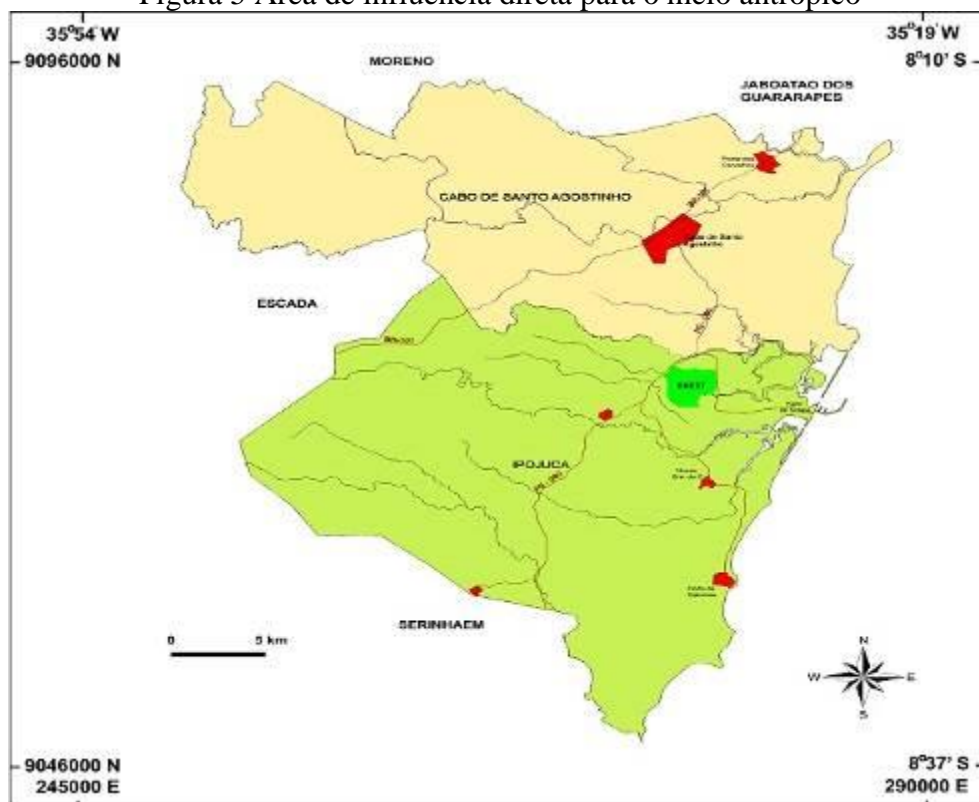 Figura 3 Área de influência direta para o meio antrópico
35°54' W
35°19' W
9096000 N
8°10' S
MORENO
JABOATAO DOS
GUARARAPES
CABO DE SANTO AGOSTINHO
ESCADA
IPOJUCA
SERINHAEM
0 5 km
N
W E
S
9046000 N
8°37' S
245000 E
290000 E